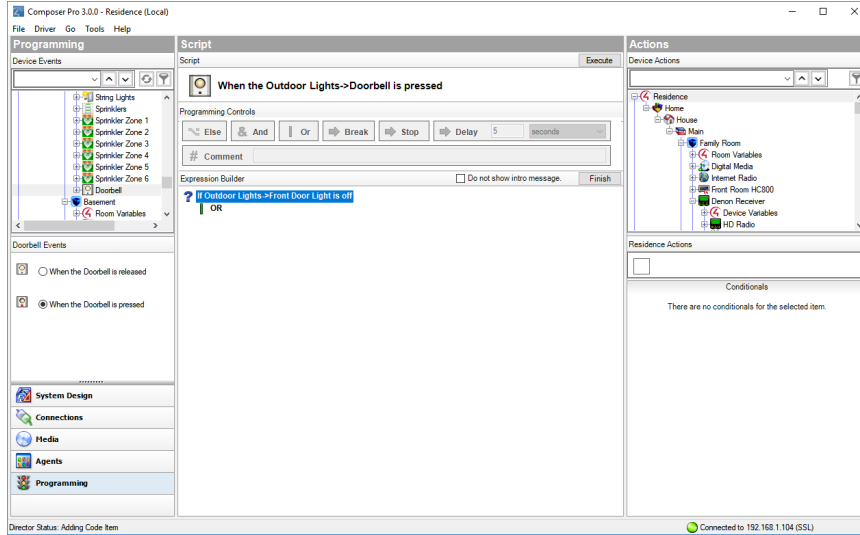 Composer Pro 3.0.0 - Residence (Local)
File Driver Go Tools Help
Programming
Device Events
String Lights
Sprinklers
Sprinkler Zone 1
Sprinkler Zone 2
Sprinkler Zone 3
Sprinkler Zone 4
Sprinkler Zone 5
Sprinkler Zone 6
Doorbell
Basement
Room Variables
Doorbell Events
When the Doorbell is released
When the Doorbell is pressed
System Design
Connections
Media
Agents
Programming
Script
Script Execute
When the Outdoor Lights->Doorbell is pressed
Programming Controls
Else & And Or Break Stop Delay 5 seconds
# Comment
Expression Builder Do not show intro message. Finish
? If Outdoor Lights->Front Door Light is off
OR
Actions
Device Actions
Residence
Home
House
Main
Family Room
Room Variables
Digital Media
Internet Radio
Front Room HC800
Denon Receiver
Device Variables
HD Radio
Residence Actions
Conditionals
There are no conditionals for the selected item.
Director Status: Adding Code Item
Connected to 192.168.1.104 (SSL)